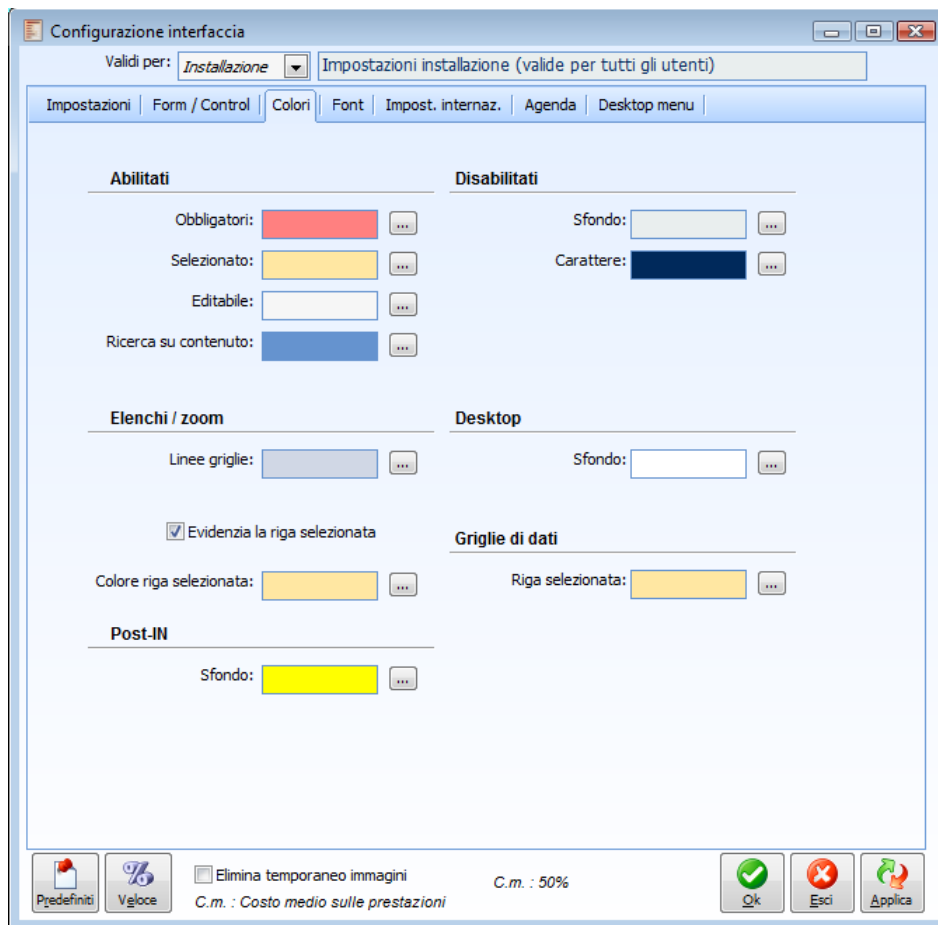 Configurazione interfaccia
Validi per: Installazione Impostazioni installazione (valide per tutti gli utenti)
Impostazioni Form / Control Colori Font Impost. internaz. Agenda Desktop menu
Abilitati Disabilitati
Obbligatori: ... Sfondo: ...
Selezionato: ... Carattere: ...
Editabile: ...
Ricerca su contenuto: ...
Elenchi / zoom Desktop
Linee griglie: ... Sfondo: ...
Evidenzia la riga selezionata
Griglie di dati
Colore riga selezionata: ... Riga selezionata: ...
Post-IN
Sfondo: ...
Predefiniti Veloce Elimina temporaneo immagini C.m. : 50% Ok Esci Applica
C.m. : Costo medio sulle prestazioni